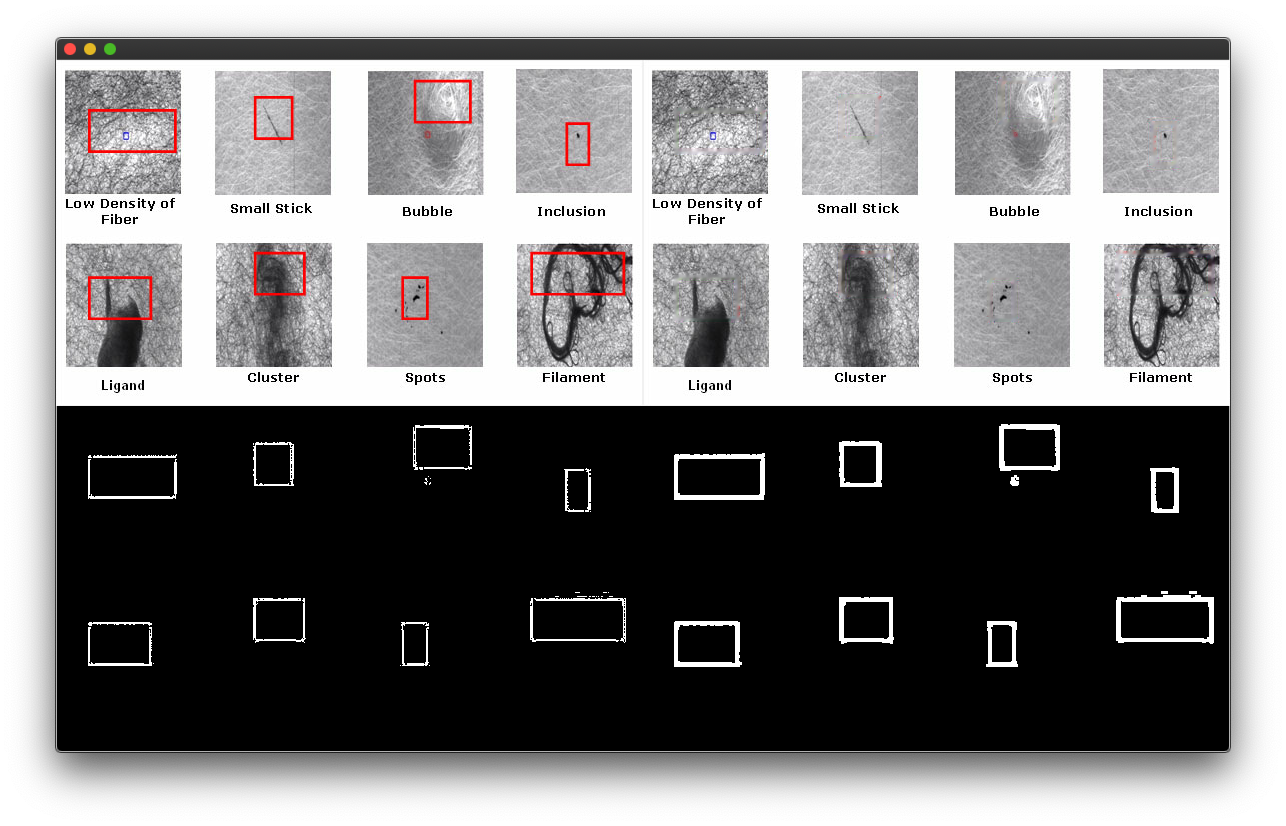 Low Density of
Fiber
Small Stick
Bubble
Inclusion
Low Density of
Fiber
Small Stick
Bubble
Inclusion
Ligand
Cluster
Spots
Filament
Ligand
Cluster
Spots
Filament